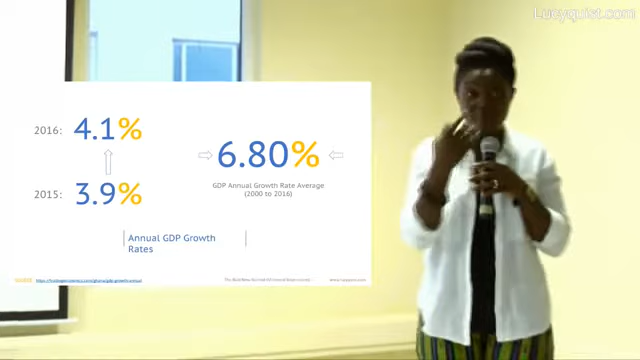 Lucyquist.com
2016: 4.1%
6.80%
GDP Annual Growth Rate Average
(2000 to 2016)
2015: 3.9%
Annual GDP Growth
Rates